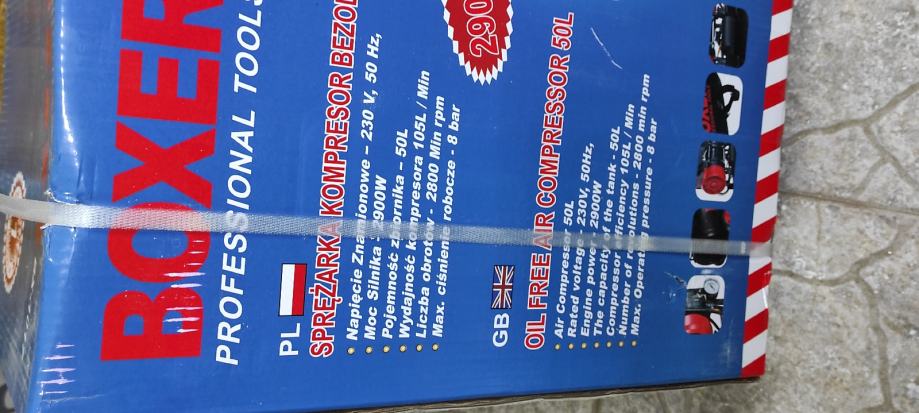 BOXER
PROFESSIONAL TOOLS
PL
SPRĘŻARKA KOMPRESOR BEZOL
Napięcie Znamionowe – 230 V, 50 Hz,
Moc Silnika - 2900W
Pojemność zbiornika – 50L
Wydajność kompresora 105L / Min
Liczba obrotów - 2800 Min rpm
Max. ciśnienie robocze - 8 bar
290
GB
OIL FREE AIR COMPRESSOR 50L
Air Compressor 50L
Rated voltage - 230V, 50Hz,
Engine power - 2900W
The capacity of the tank - 50L
Compressor efficiency 105L / Min
Number of revolutions - 2800 min rpm
Max. Operating pressure - 8 bar